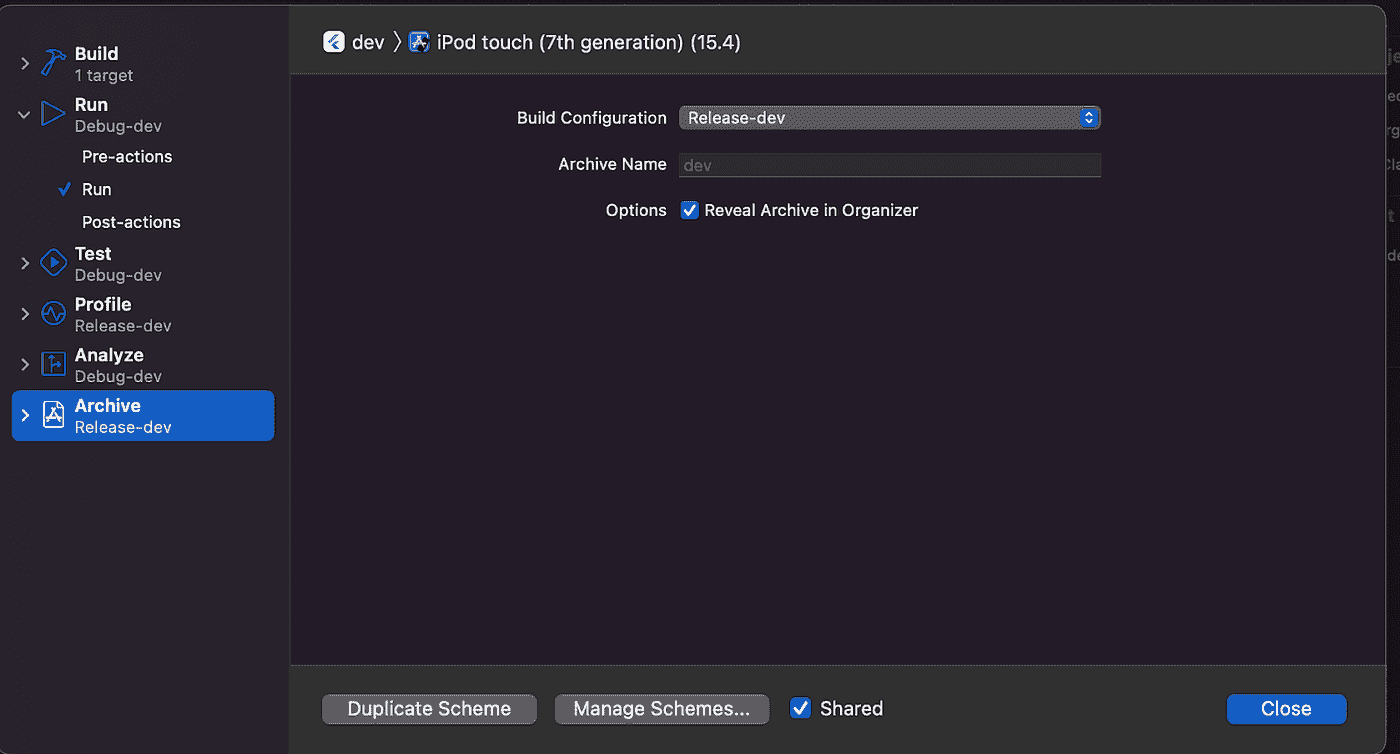 Build
1 target
Run
Debug-dev
Pre-actions
Run
Post-actions
Test
Debug-dev
Profile
Release-dev
Analyze
Debug-dev
Archive
Release-dev
dev 〉 iPod touch (7th generation) (15.4)
Build Configuration Release-dev
Archive Name dev
Options Reveal Archive in Organizer
Duplicate Scheme Manage Schemes... Shared Close